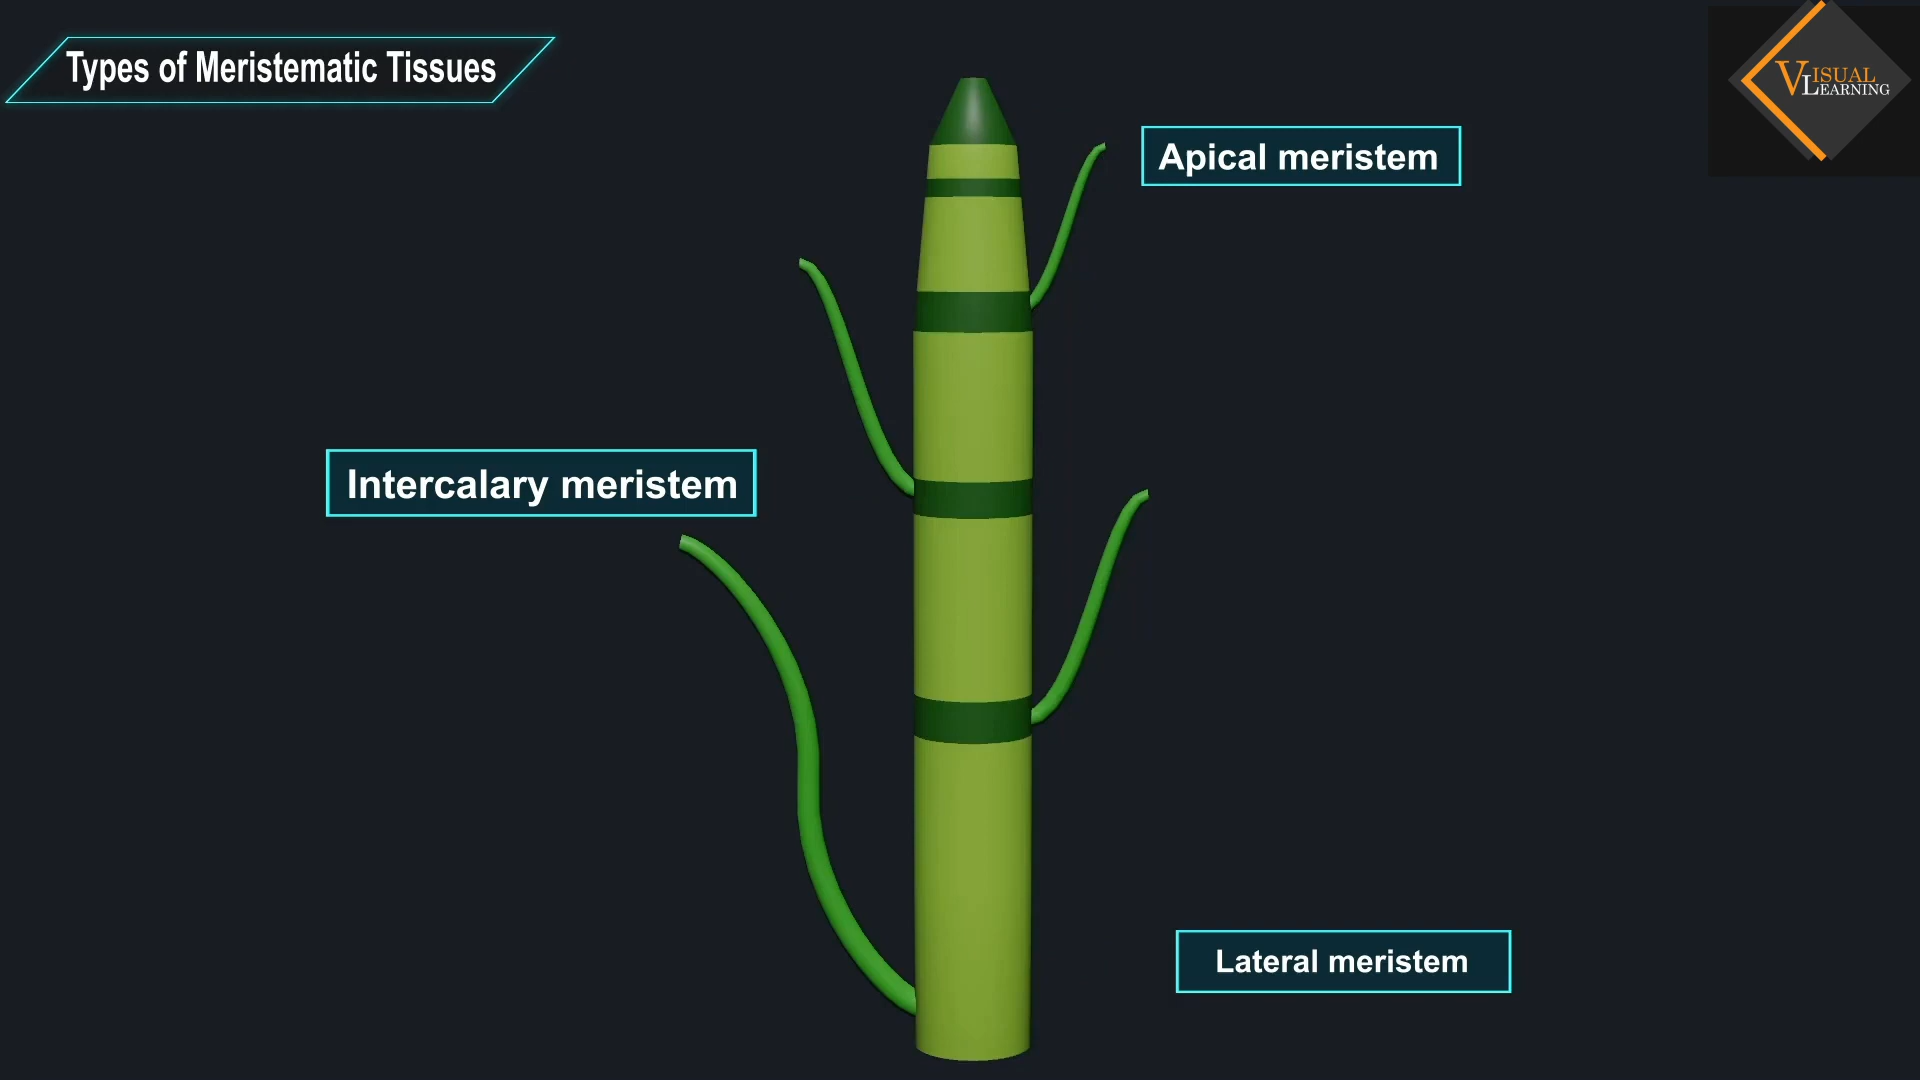 Types of Meristematic Tissues
VISUAL
LEARNING
Apical meristem
Intercalary meristem
Lateral meristem